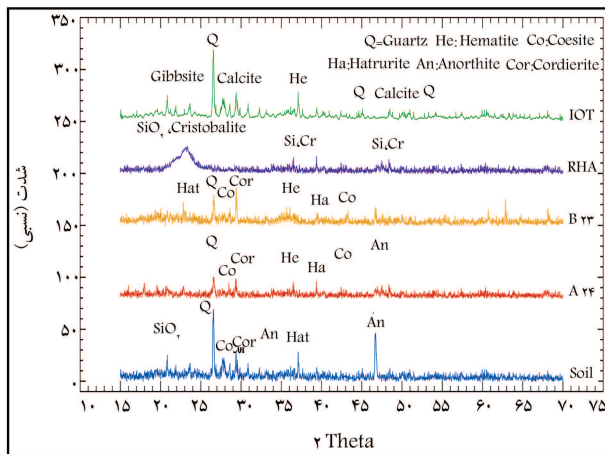 Q=Guartz He:Hematite Co:Coesite
Ha:Hatrurite An:Anorthite Cor:Cordierite
Q
Gibbsite Calcite He Q Calcite Q
IOT
SiO۲،Cristobalite Si،Cr Si،Cr
RHA
Hat Q Co Cor He Ha Co
B ۲۳
Q Co Cor He Ha Co An
A ۲۴
SiO۲ Q Co Cor An Hat An
Soil
شدت (نسبی)
۳۵۰
۳۰۰
۲۵۰
۲۰۰
۱۵۰
۱۰۰
۵۰
۰
۱۰ ۱۵ ۲۰ ۲۵ ۳۰ ۳۵ ۴۰ ۴۵ ۵۰ ۵۵ ۶۰ ۶۵ ۷۰ ۷۵
۲ Theta